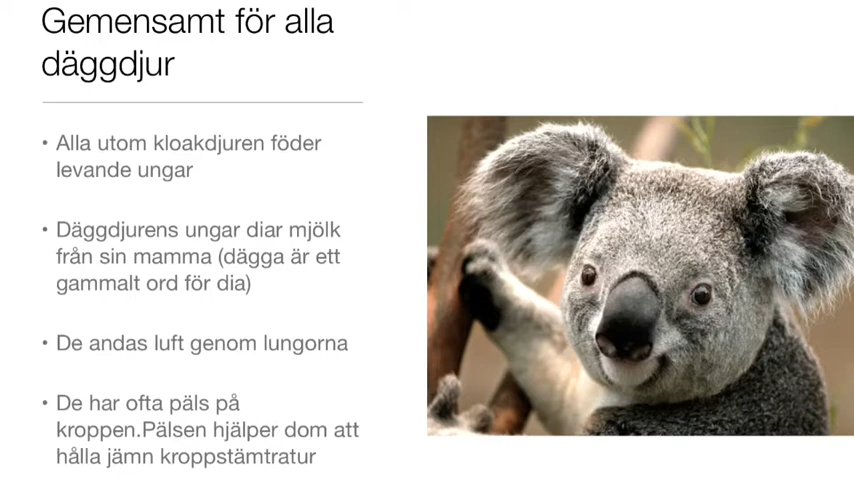 Gemensamt för alla
däggdjur
• Alla utom kloakdjuren föder
levande ungar
• Däggdjurens ungar diar mjölk
från sin mamma (dägga är ett
gammalt ord för dia)
• De andas luft genom lungorna
• De har ofta päls på
kroppen.Pälsen hjälper dom att
hålla jämn kroppstämtratur